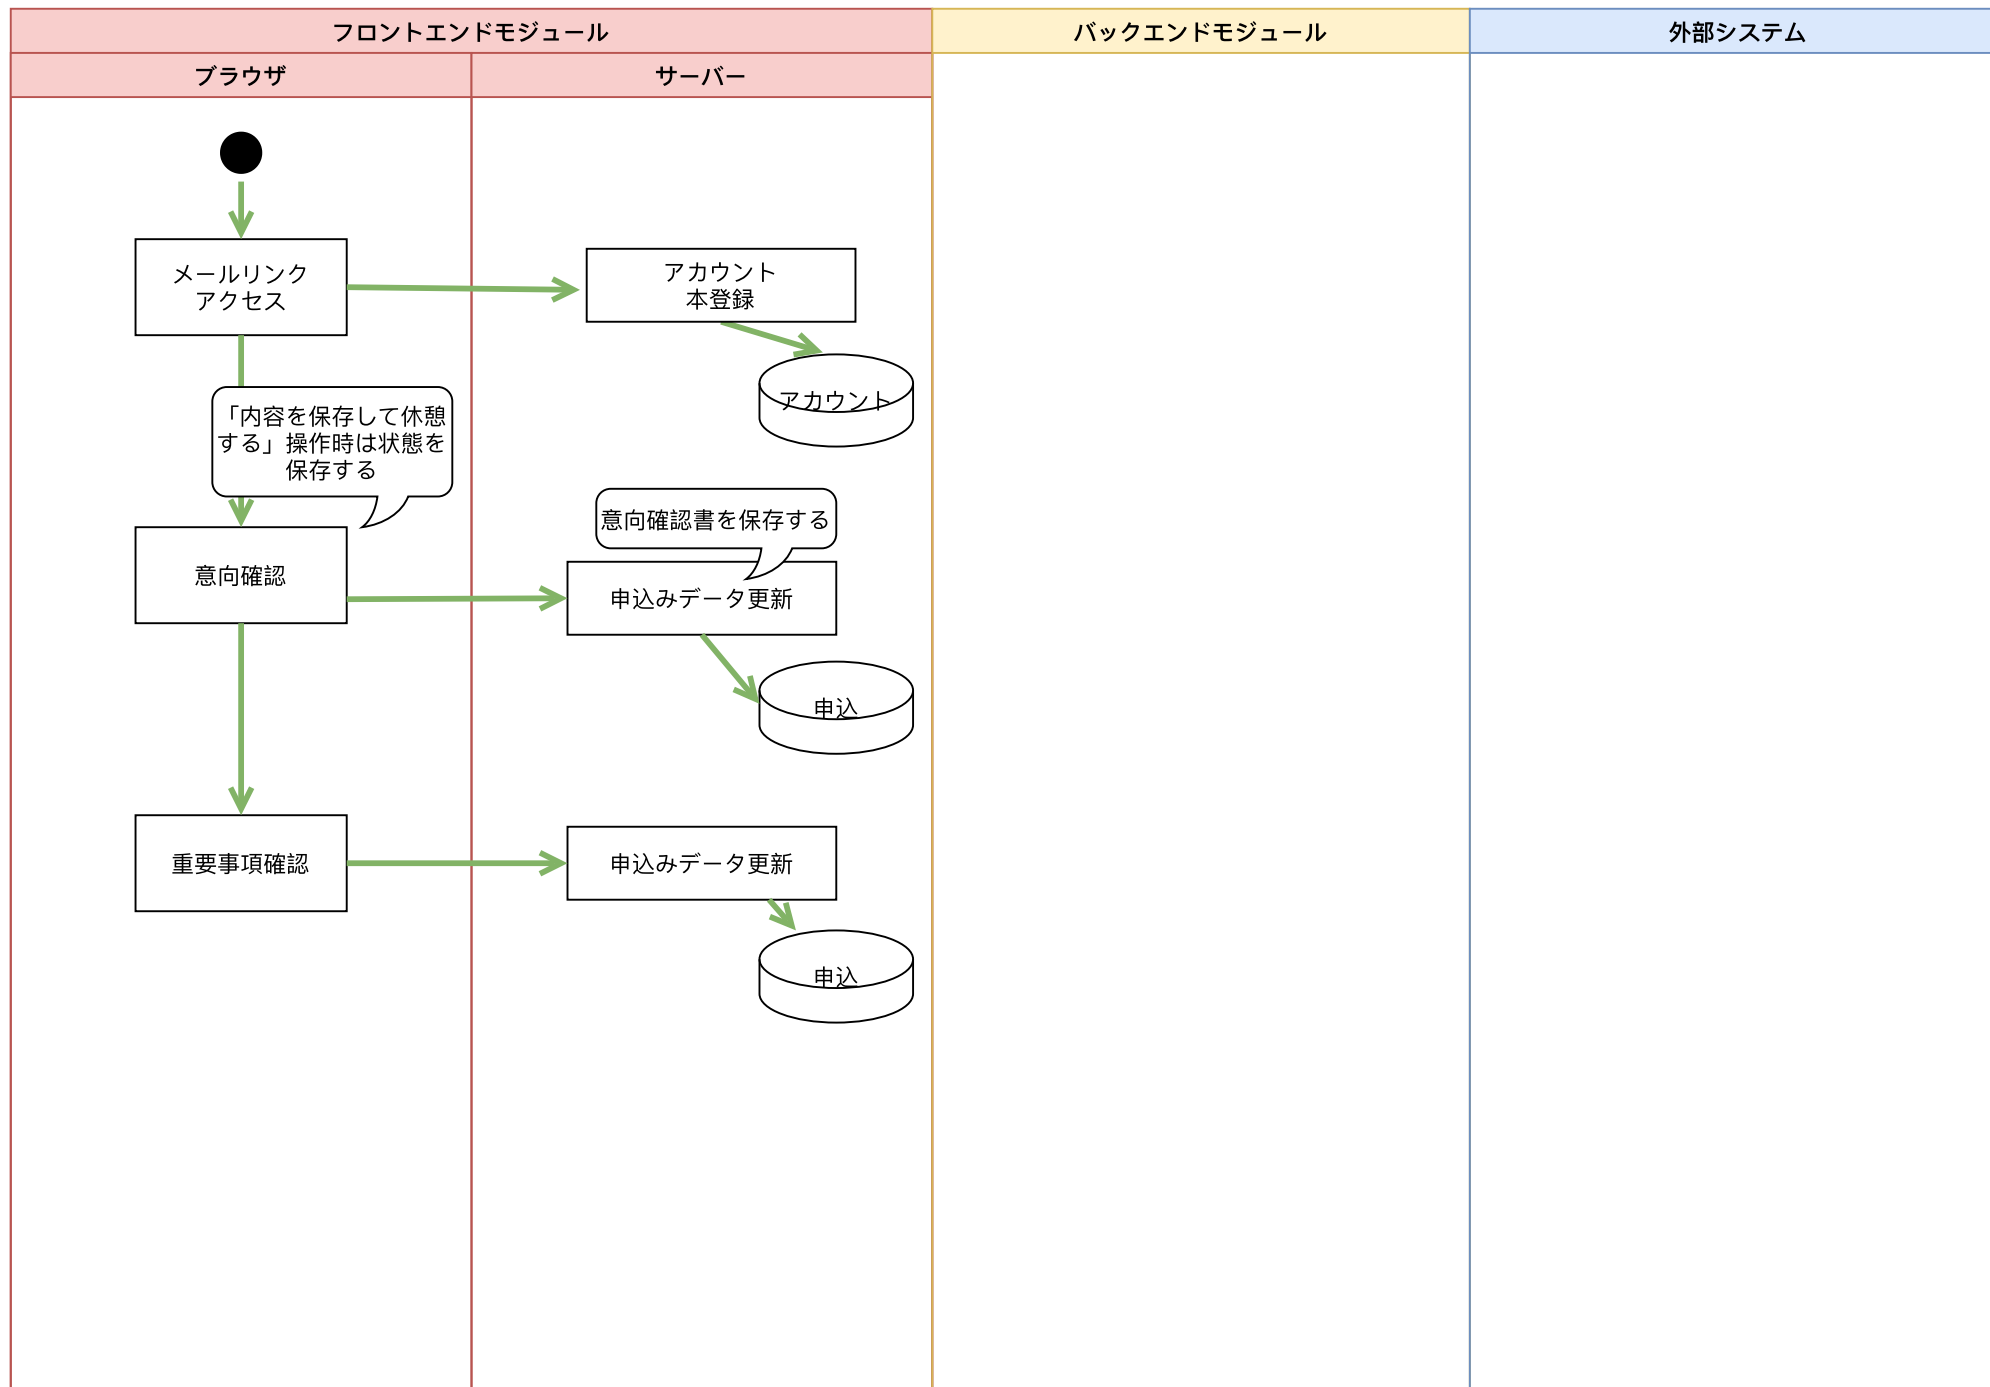 フロントエンドモジュール
バックエンドモジュール
外部システム
ブラウザ
サーバー
メールリンク
アクセス
アカウント
本登録
アカウント
「内容を保存して休憩
する」操作時は状態を
保存する
意向確認書を保存する
意向確認
申込みデータ更新
申込
重要事項確認
申込みデータ更新
申込